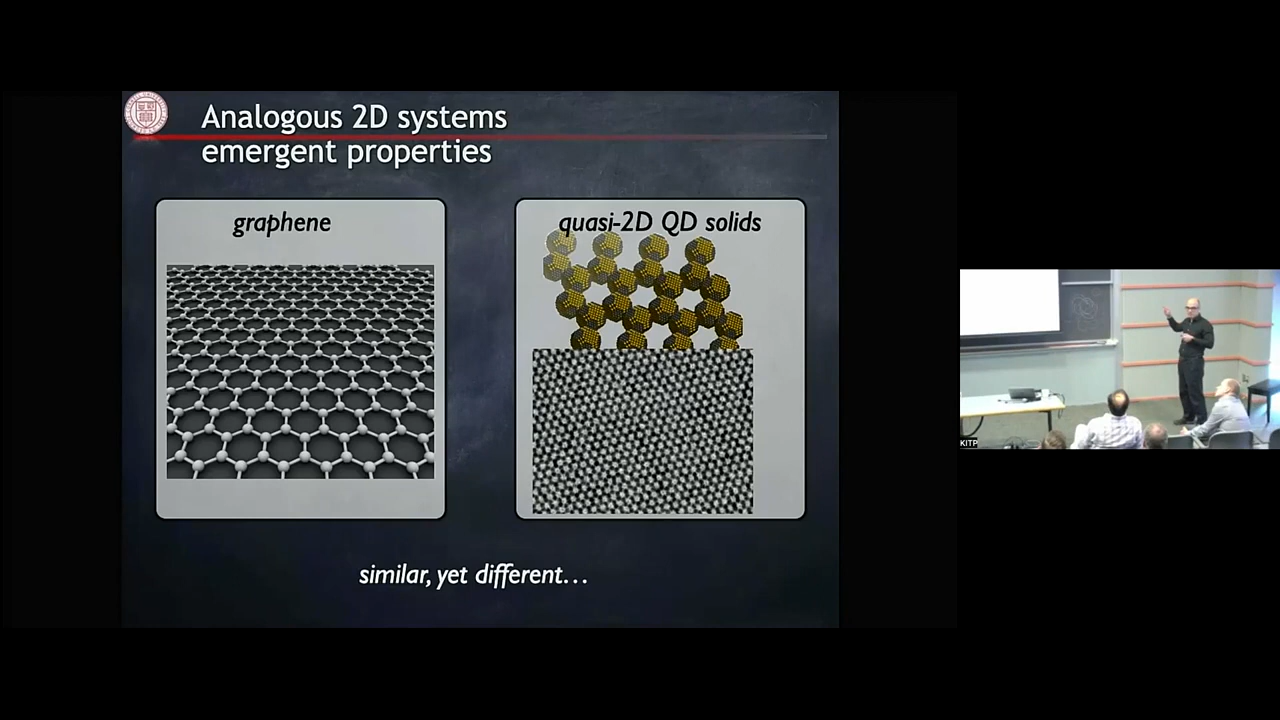 Analogous 2D systems
emergent properties
graphene
quasi-2D QD solids
similar, yet different…
KITP